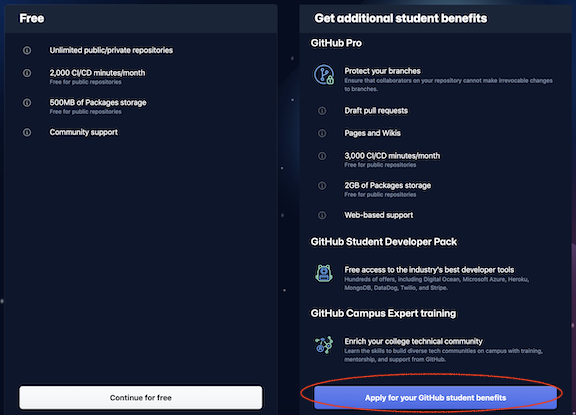 Free
Unlimited public/private repositories
2,000 CI/CD minutes/month
Free for public repositories
500MB of Packages storage
Free for public repositories
Community support
Continue for free
Get additional student benefits
GitHub Pro
Protect your branches
Ensure that collaborators on your repository cannot make irrevocable changes
to branches.
Draft pull requests
Pages and Wikis
3,000 CI/CD minutes/month
Free for public repositories
2GB of Packages storage
Free for public repositories
Web-based support
GitHub Student Developer Pack
Free access to the industry's best developer tools
Hundreds of offers, including Digital Ocean, Microsoft Azure, Heroku,
MongoDB, DataDog, Twilio, and Stripe.
GitHub Campus Expert training
Enrich your college technical community
Learn the skills to build diverse tech communities on campus with training,
mentorship, and support from GitHub.
Apply for your GitHub student benefits